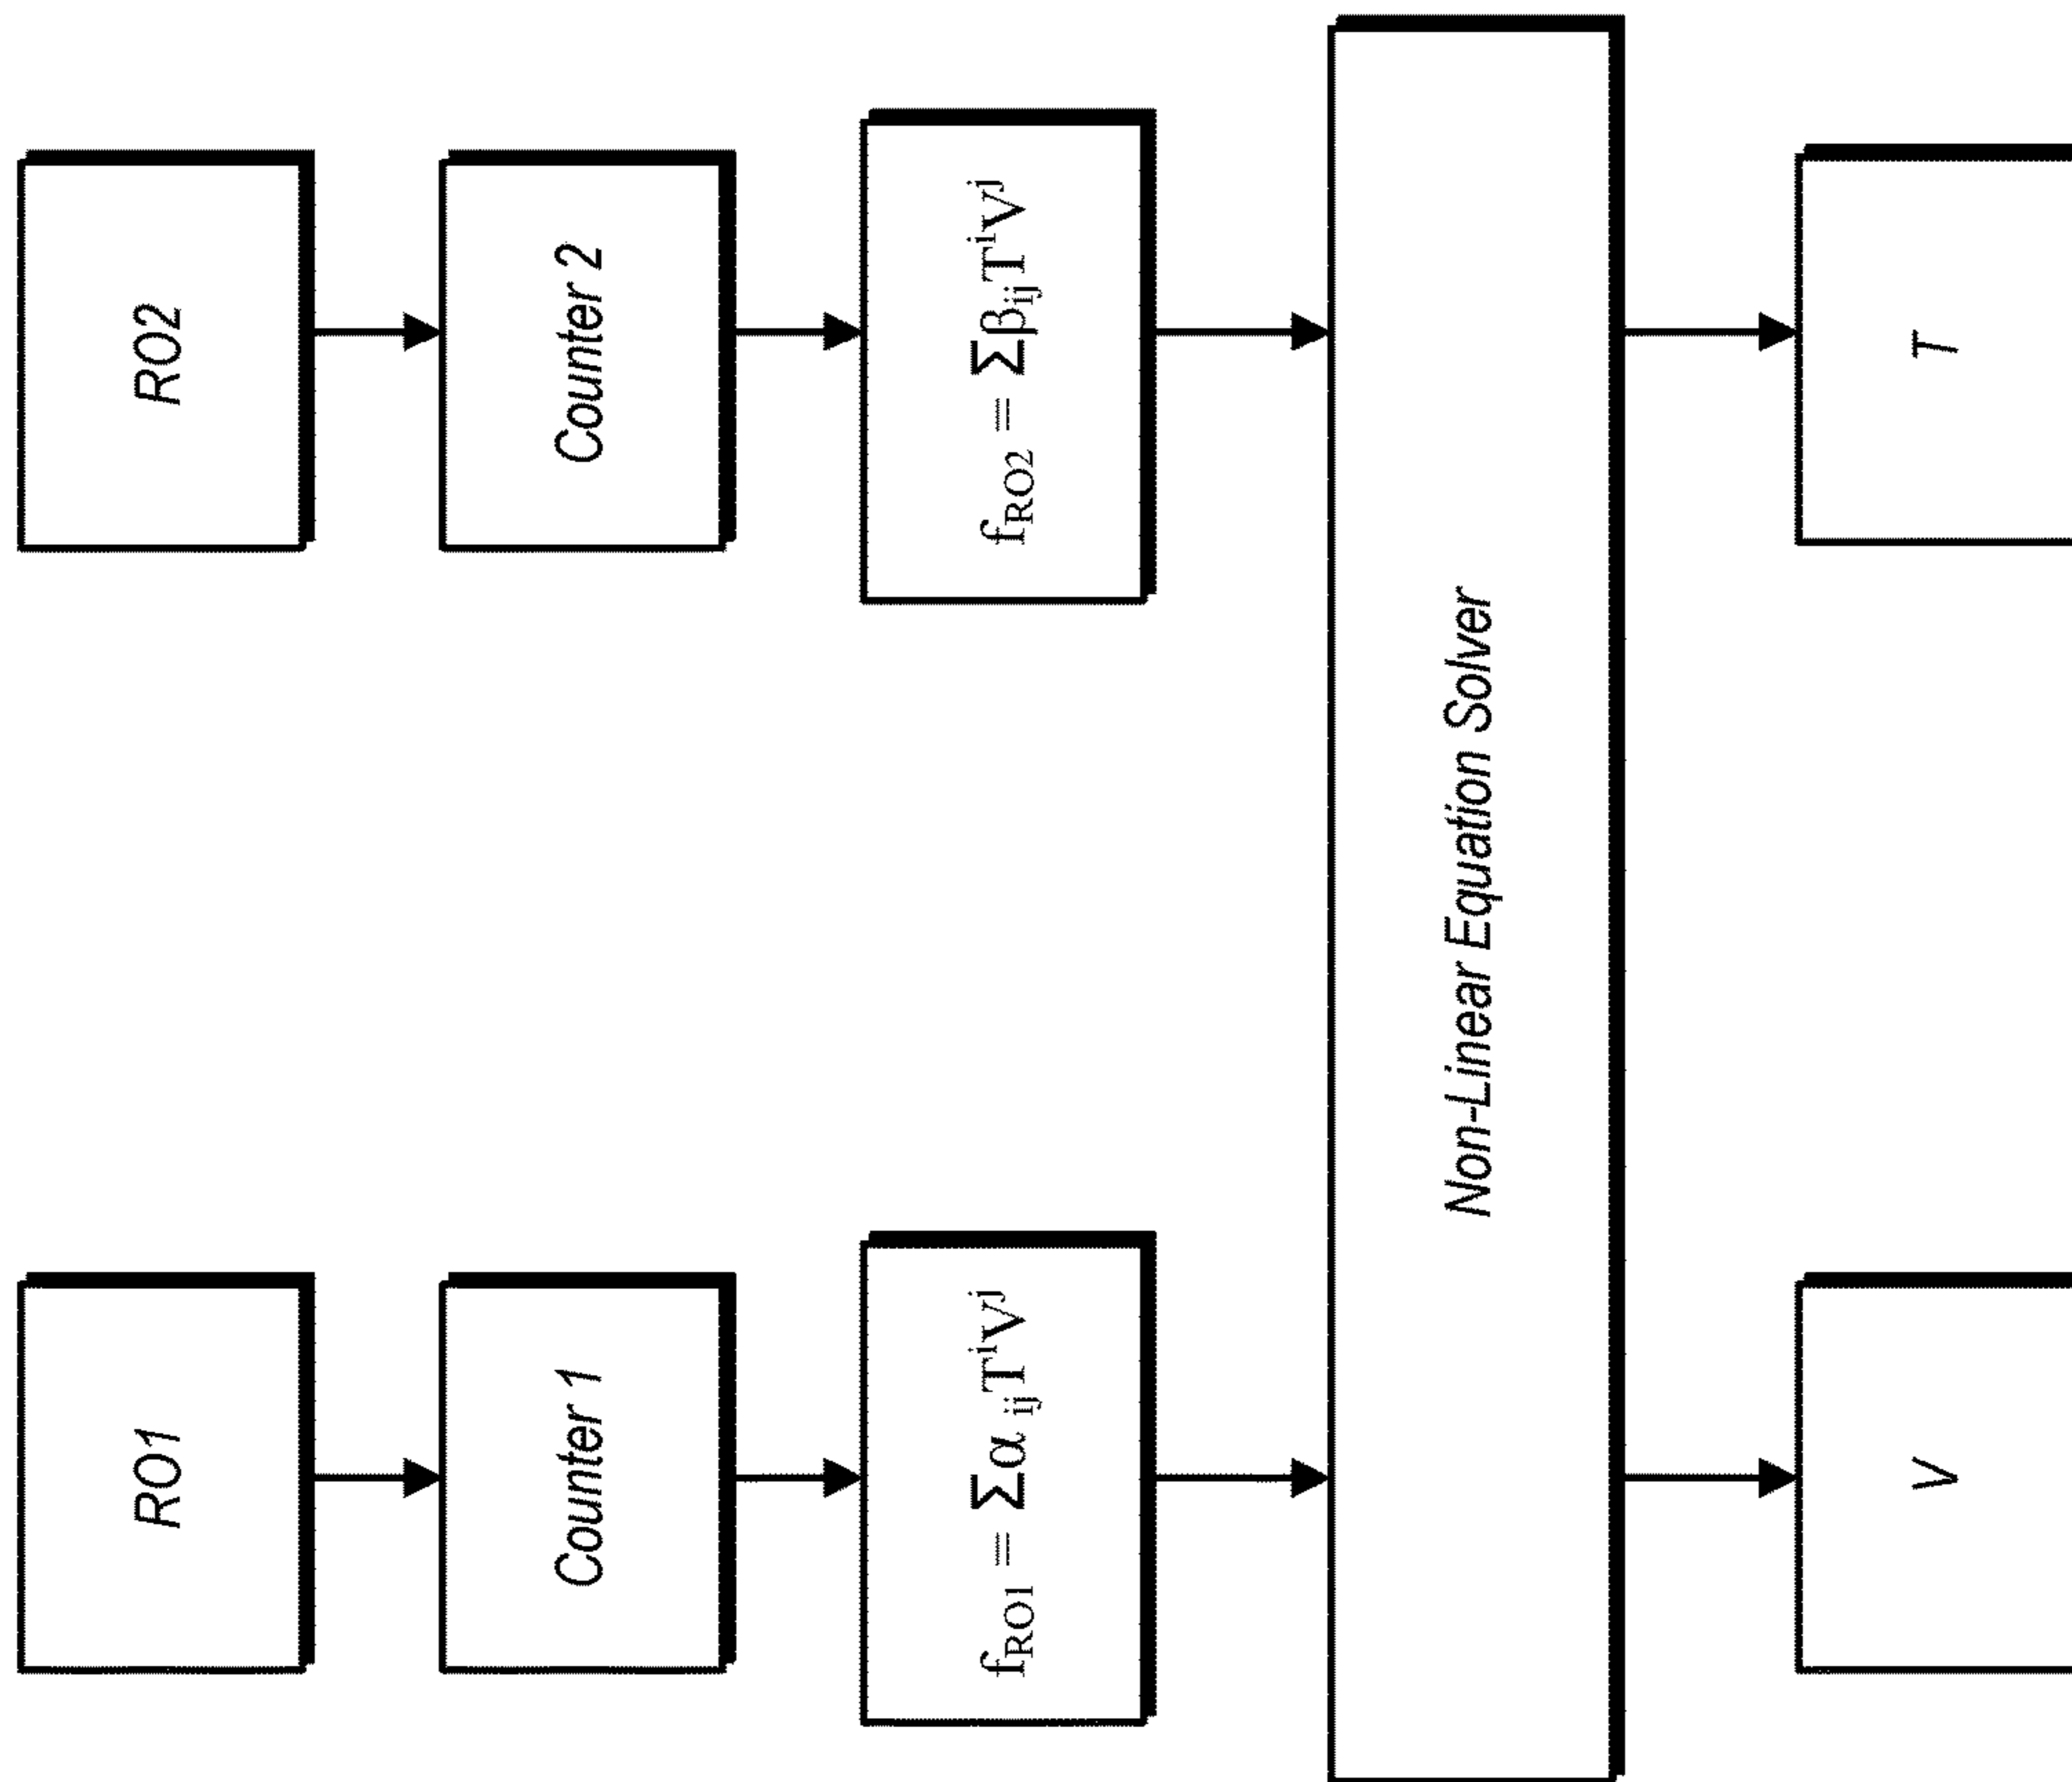 RO1
RO2
Counter 1
Counter 2
f_RO1 = Σα_ij T^i V^j
f_RO2 = Σβ_ij T^i V^j
Non-Linear Equation Solver
V
T